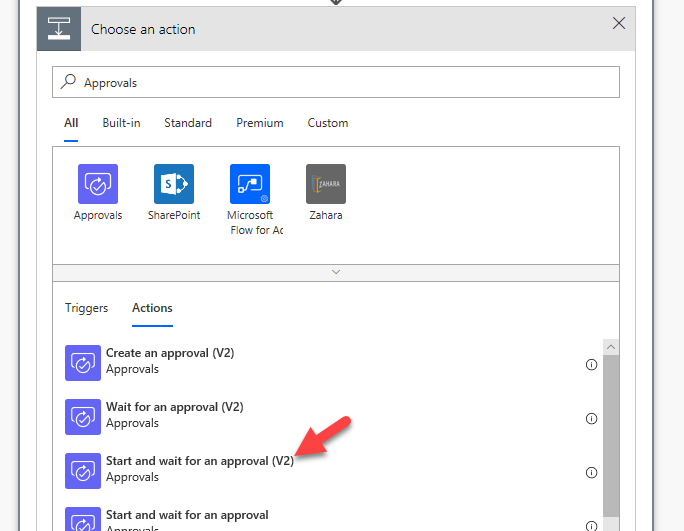 Choose an action
Approvals
All Built-in Standard Premium Custom
S
ZAHARA
Approvals SharePoint Microsoft Flow for Ac Zahara
Triggers Actions
Create an approval (V2)
Approvals
Wait for an approval (V2)
Approvals
Start and wait for an approval (V2)
Approvals
Start and wait for an approval
Approvals